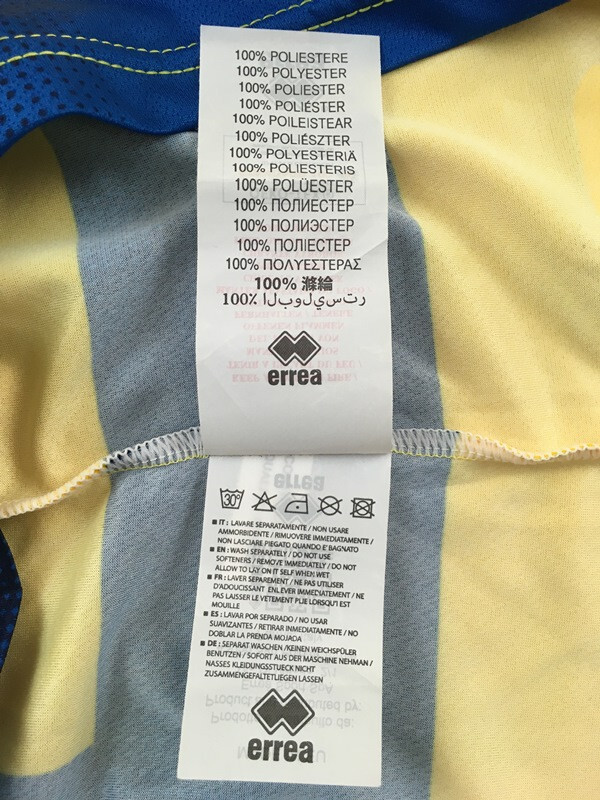 100% POLIESTERE
100% POLYESTER
100% POLIESTER
100% POLIÉSTER
100% POILEISTEAR
100% POLIÉSZTER
100% POLYESTERIÄ
100% POLIESTERIS
100% POLÜESTER
100% ПОЛИЕСТЕР
100% ПОЛИЭСТЕР
100% ПОЛІЕСТЕР
100% ΠΟΛΥΕΣΤΕΡΑΣ
100% 滌綸
100% البوليستر
errea
30°
IT: LAVARE SEPARATAMENTE / NON USARE
AMMORBIDENTE / RIMUOVERE IMMEDIATAMENTE /
NON LASCIARE PIEGATO QUANDO E' BAGNATO
EN: WASH SEPARATELY / DO NOT USE
SOFTENERS / REMOVE IMMEDIATELY / DO NOT
ALLOW TO LAY ON IT SELF WHEN WET
FR: LAVER SEPAREMENT / NE PAS UTILISER
D'ADOUCISSANT ENLEVER IMMEDIATEMENT / NE
PAS LAISSER LE VETEMENT PLIE LORSQU'I EST
MOUILLE
ES: LAVAR POR SEPARADO / NO USAR
SUAVIZANTES / RETIRAR INMEDIATAMENTE / NO
DOBLAR LA PRENDA MOJADA
DE: SEPARAT WASCHEN /KEINEN WEICHSPÜLER
BENUTZEN / SOFORT AUS DER MASCHINE NEHMAN /
NASSES KLEIDUNGSSTUECK NICHT
ZUSAMMENGEFALTETLIEGEN LASSEN
errea